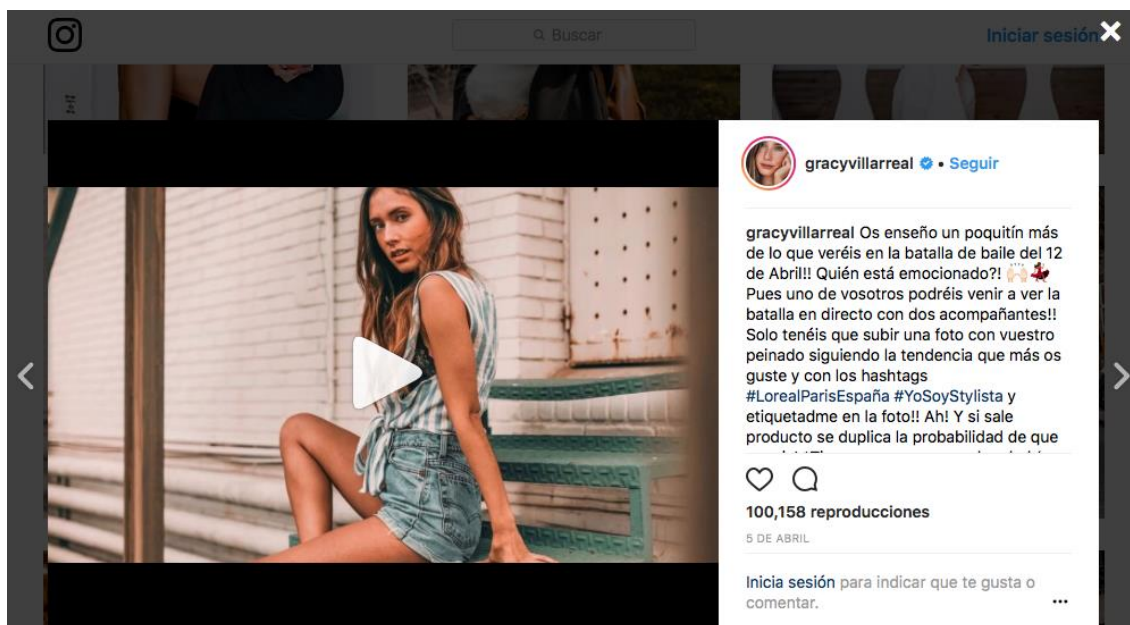 Buscar
Iniciar sesión
gracyvillarreal • Seguir
gracyvillarreal Os enseño un poquitín más
de lo que veréis en la batalla de baile del 12
de Abril!! Quién está emocionado?! 🙌🏻💃
Pues uno de vosotros podréis venir a ver la
batalla en directo con dos acompañantes!!
Solo tenéis que subir una foto con vuestro
peinado siguiendo la tendencia que más os
guste y con los hashtags
#LorealParisEspaña #YoSoyStylista y
etiquetadme en la foto!! Ah! Y si sale
producto se duplica la probabilidad de que
100,158 reproducciones
5 DE ABRIL
Inicia sesión para indicar que te gusta o
comentar.